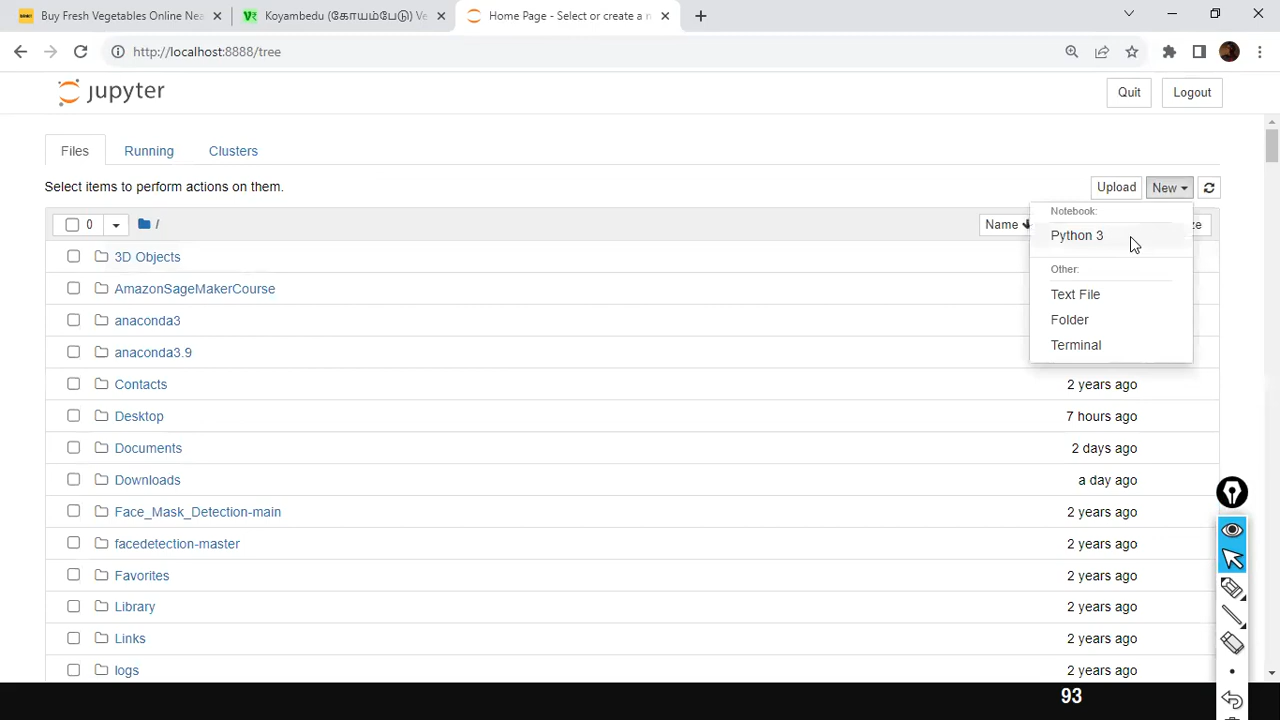 Buy Fresh Vegetables Online Nea
Koyambedu (கோயம்பேடு) Ve
Home Page - Select or create a n
http://localhost:8888/tree
jupyter
Quit
Logout
Files
Running
Clusters
Select items to perform actions on them.
Upload
New
0
/
Name
ze
Notebook:
Python 3
Other:
Text File
Folder
Terminal
3D Objects
AmazonSageMakerCourse
anaconda3
anaconda3.9
Contacts 2 years ago
Desktop 7 hours ago
Documents 2 days ago
Downloads a day ago
Face_Mask_Detection-main 2 years ago
facedetection-master 2 years ago
Favorites 2 years ago
Library 2 years ago
Links 2 years ago
logs 2 years ago
93